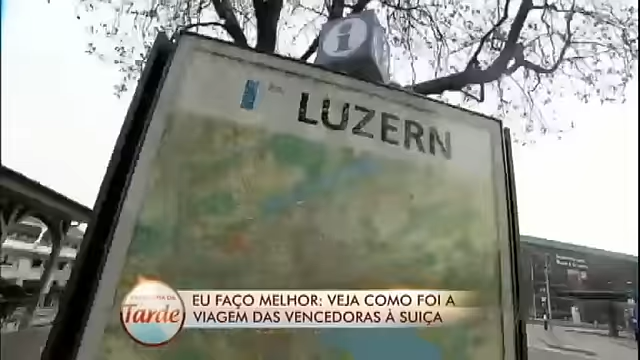 i
LUZERN
Tarde
EU FAÇO MELHOR: VEJA COMO FOI A
VIAGEM DAS VENCEDORAS À SUIÇA